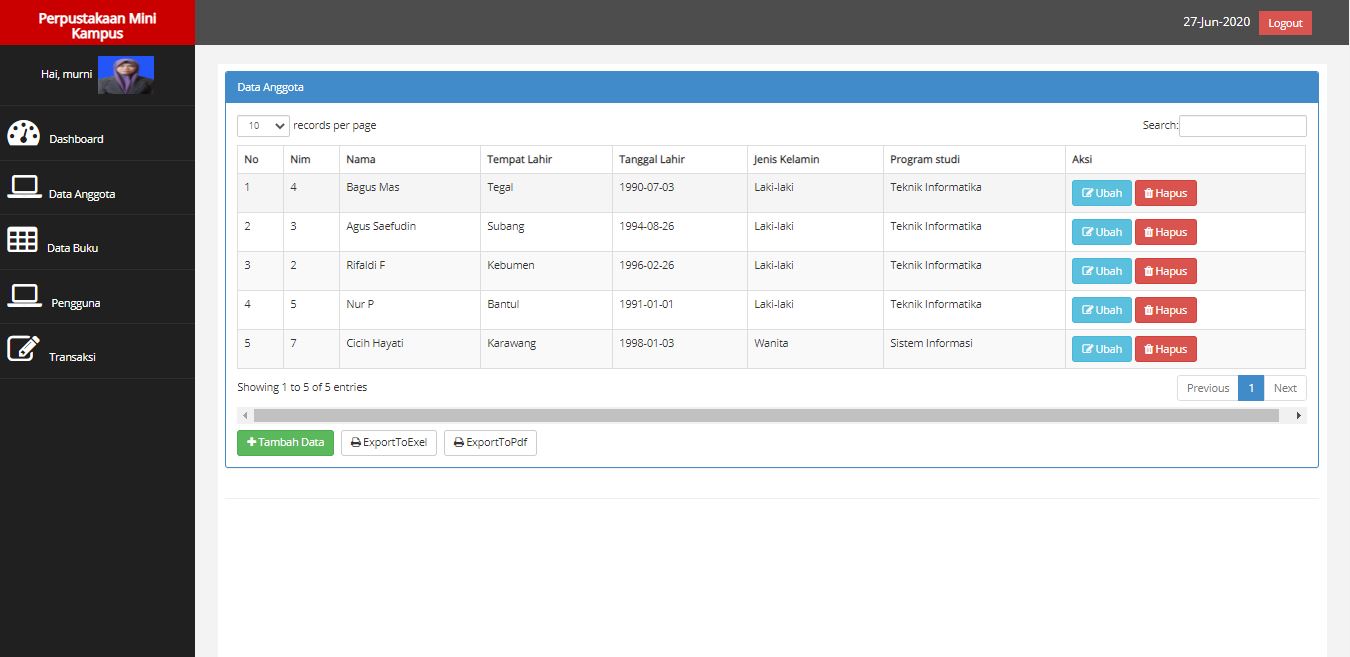 Perpustakaan Mini
Kampus
27-Jun-2020 Logout
Hai, murni
Dashboard
Data Anggota
Data Buku
Pengguna
Transaksi
Data Anggota
10 records per page Search:
No Nim Nama Tempat Lahir Tanggal Lahir Jenis Kelamin Program studi Aksi
1 4 Bagus Mas Tegal 1990-07-03 Laki-laki Teknik Informatika Ubah Hapus
2 3 Agus Saefudin Subang 1994-08-26 Laki-laki Teknik Informatika Ubah Hapus
3 2 Rifaldi F Kebumen 1996-02-26 Laki-laki Teknik Informatika Ubah Hapus
4 5 Nur P Bantul 1991-01-01 Laki-laki Teknik Informatika Ubah Hapus
5 7 Cicih Hayati Karawang 1998-01-03 Wanita Sistem Informasi Ubah Hapus
Showing 1 to 5 of 5 entries Previous 1 Next
Tambah Data ExportToExel ExportToPdf